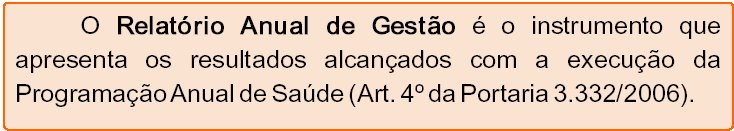 O Relatório Anual de Gestão é o instrumento que
apresenta os resultados alcançados com a execução da
Programação Anual de Saúde (Art. 4º da Portaria 3.332/2006).